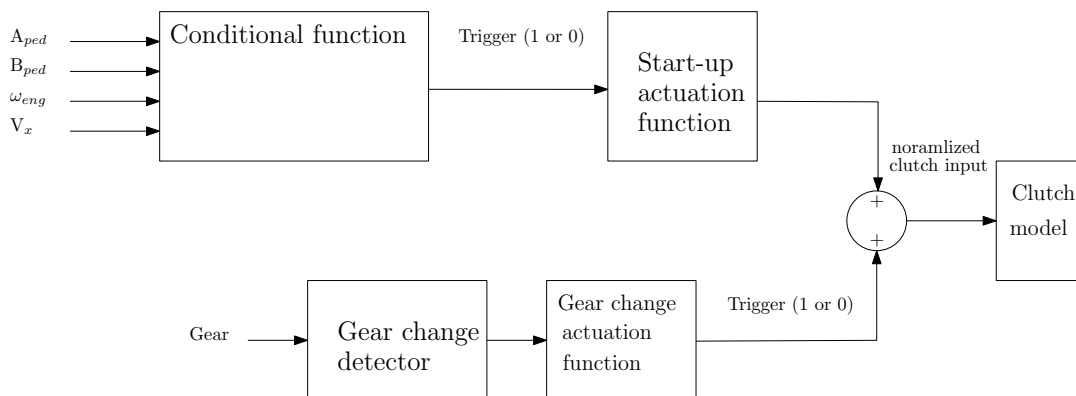 A_ped
B_ped
ω_eng
V_x
Conditional function
Trigger (1 or 0)
Start-up
actuation
function
noramlized
clutch input
+
+
Clutch
model
Gear
Gear change
detector
Gear change
actuation
function
Trigger (1 or 0)